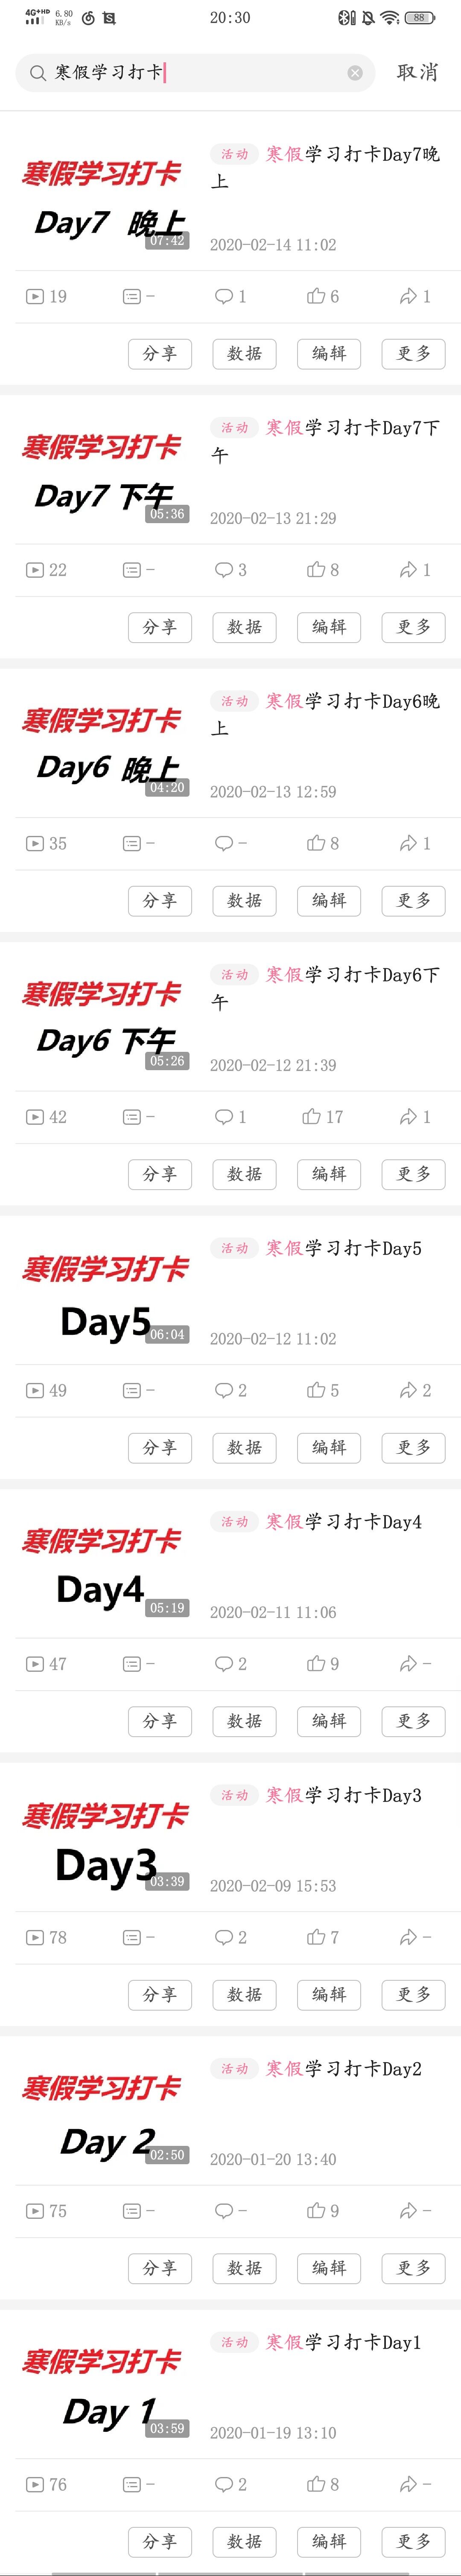 4G+HD 6.80 KB/s 20:30 88
寒假学习打卡 取消
寒假学习打卡
Day7 晚上
07:42
活动 寒假学习打卡Day7晚
上
2020-02-14 11:02
19 - 1 6 1
分享 数据 编辑 更多
寒假学习打卡
Day7 下午
05:36
活动 寒假学习打卡Day7下
午
2020-02-13 21:29
22 - 3 8 1
分享 数据 编辑 更多
寒假学习打卡
Day6 晚上
04:20
活动 寒假学习打卡Day6晚
上
2020-02-13 12:59
35 - - 8 1
分享 数据 编辑 更多
寒假学习打卡
Day6 下午
05:26
活动 寒假学习打卡Day6下
午
2020-02-12 21:39
42 - 1 17 1
分享 数据 编辑 更多
寒假学习打卡
Day5
06:04
活动 寒假学习打卡Day5
2020-02-12 11:02
49 - 2 5 2
分享 数据 编辑 更多
寒假学习打卡
Day4
05:19
活动 寒假学习打卡Day4
2020-02-11 11:06
47 - 2 9 -
分享 数据 编辑 更多
寒假学习打卡
Day3
03:39
活动 寒假学习打卡Day3
2020-02-09 15:53
78 - 2 7 -
分享 数据 编辑 更多
寒假学习打卡
Day 2
02:50
活动 寒假学习打卡Day2
2020-01-20 13:40
75 - - 9 -
分享 数据 编辑 更多
寒假学习打卡
Day 1
03:59
活动 寒假学习打卡Day1
2020-01-19 13:10
76 - 2 8 -
分享 数据 编辑 更多